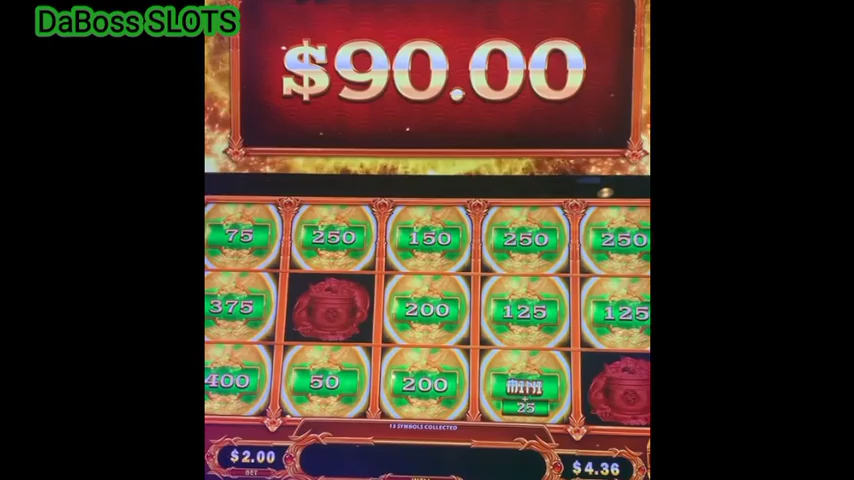 DaBoss SLOTS
$90.00
75 250 150 250 250
375 200 125 125
400 50 200 MINI
+
25
13 SYMBOLS COLLECTED
$2.00
BET
$4.36